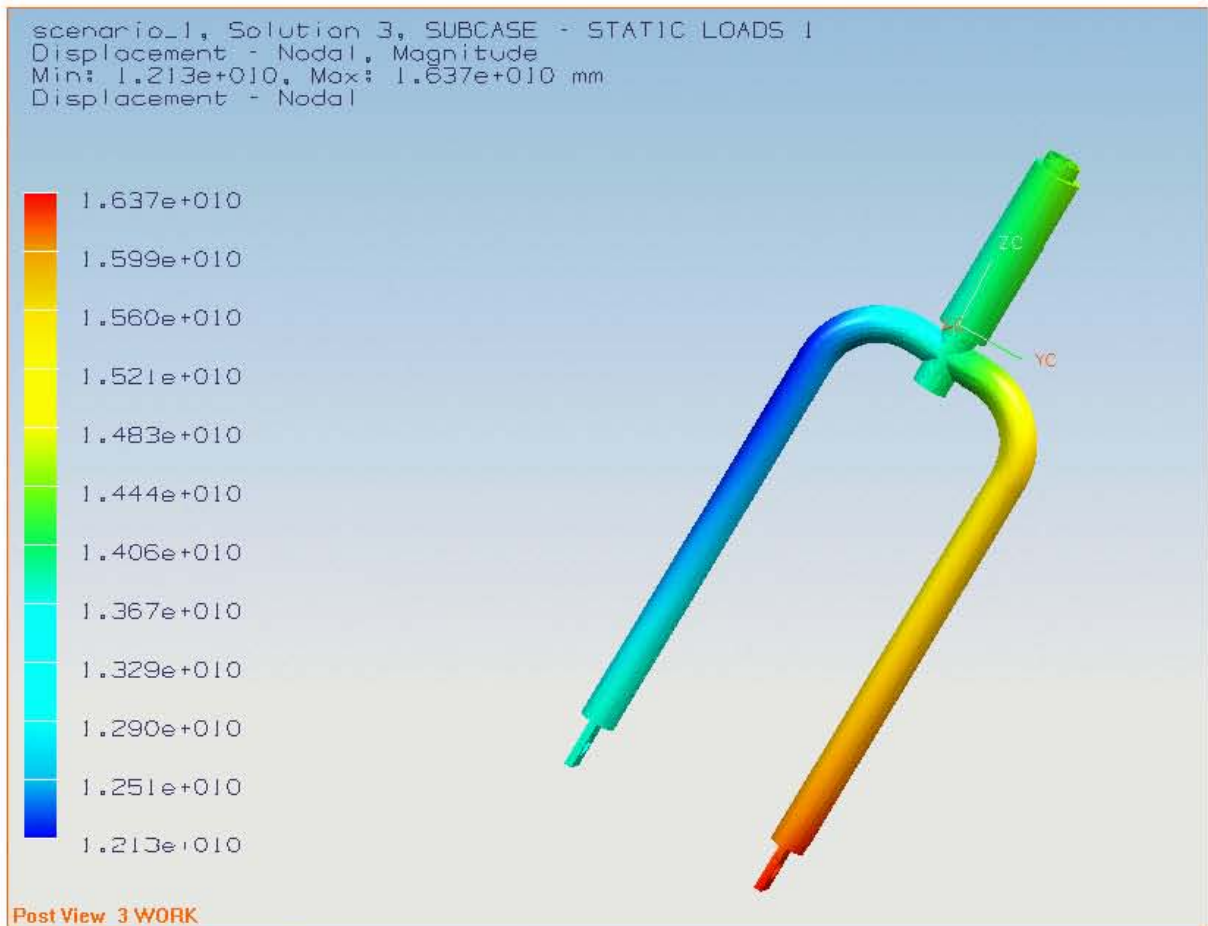 scenario_1, Solution 3, SUBCASE - STATIC LOADS 1
Displacement - Nodal, Magnitude
Min: 1.213e+010, Max: 1.637e+010 mm
Displacement - Nodal
1.637e+010
1.599e+010
1.560e+010
1.521e+010
1.483e+010
1.444e+010
1.406e+010
1.367e+010
1.329e+010
1.290e+010
1.251e+010
1.213e+010
ZC
YC
Post View 3 WORK